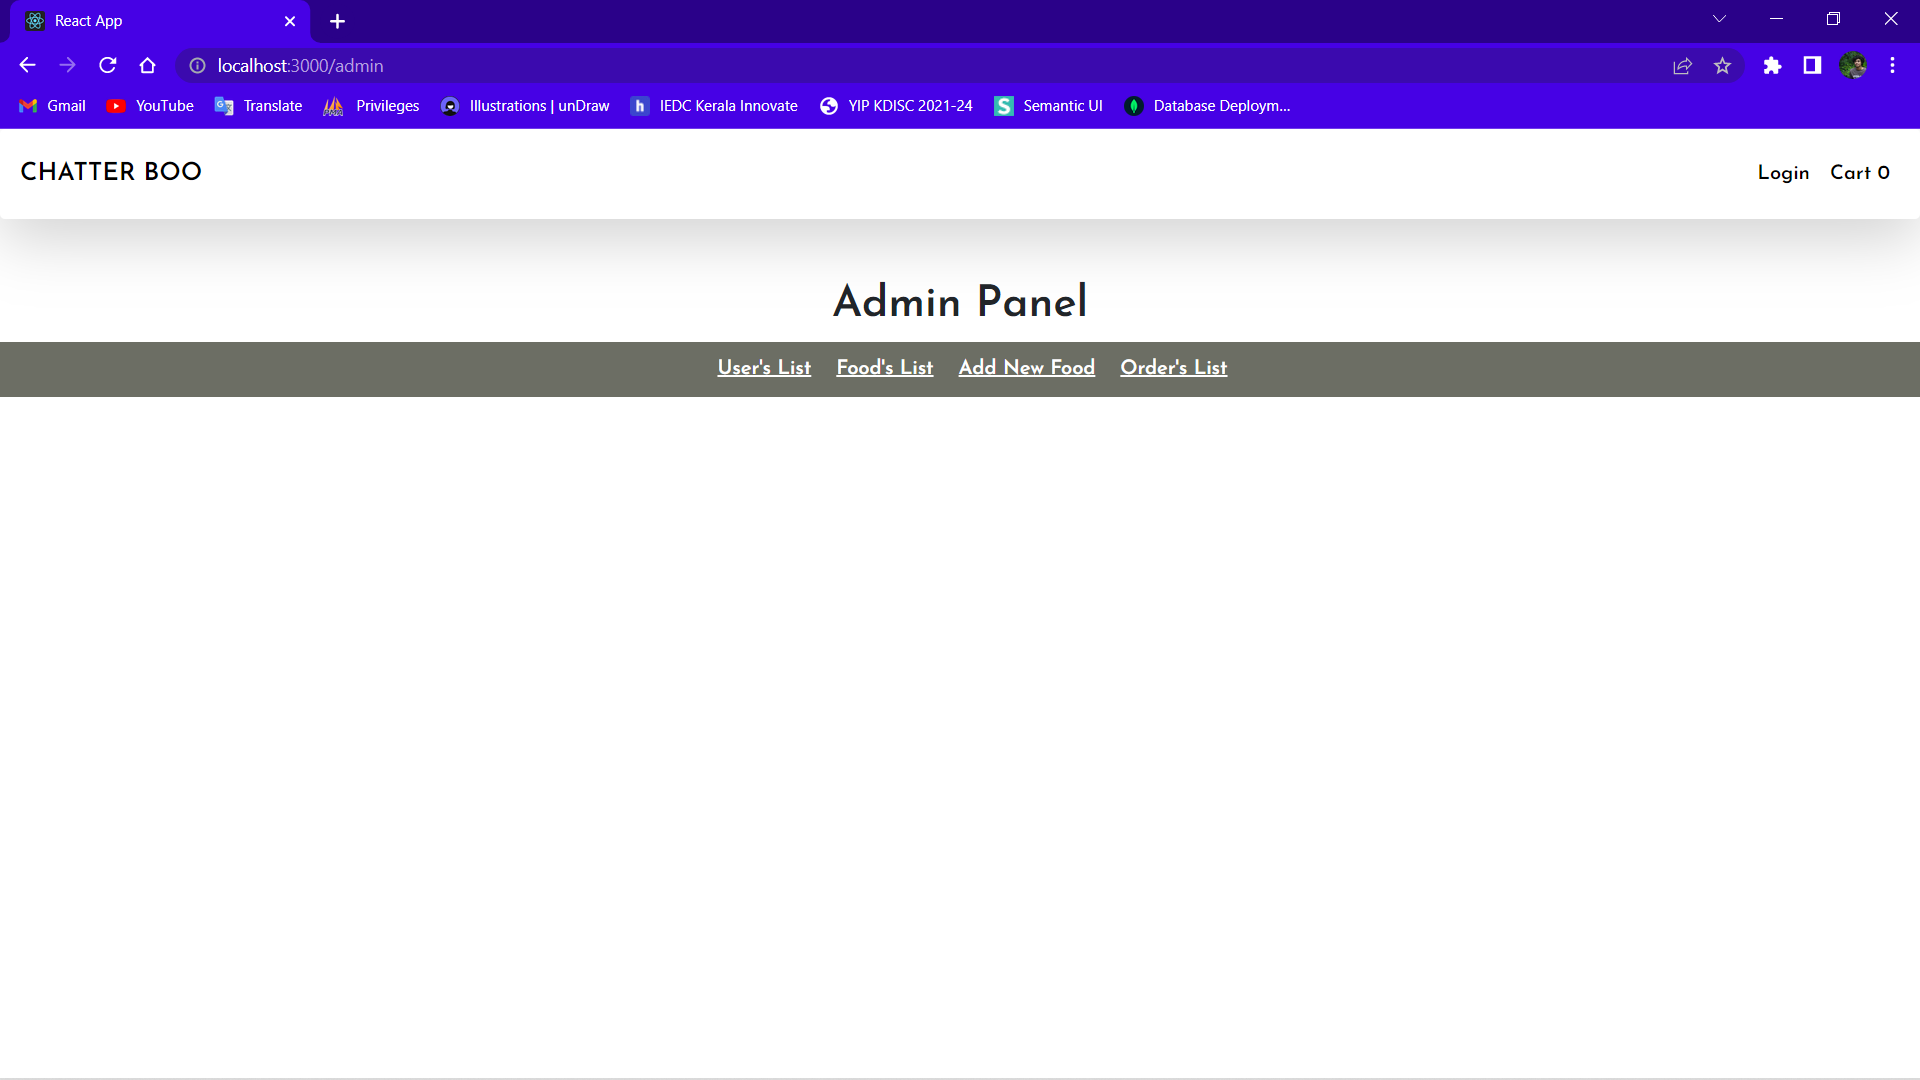 React App
localhost:3000/admin
Gmail YouTube Translate Privileges Illustrations | unDraw IEDC Kerala Innovate YIP KDISC 2021-24 Semantic UI Database Deploym...
CHATTER BOO Login Cart 0
Admin Panel
User's List Food's List Add New Food Order's List